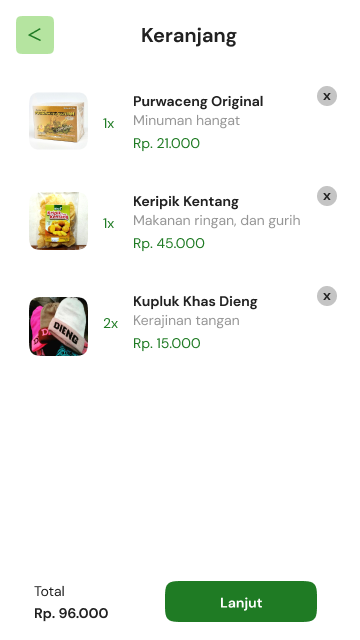 <
Keranjang
Purwaceng Original
x
Minuman hangat
1x
Rp. 21.000
Keripik Kentang
x
Makanan ringan, dan gurih
1x
Rp. 45.000
Kupluk Khas Dieng
x
Kerajinan tangan
2x
Rp. 15.000
DIENG
Total
Rp. 96.000
Lanjut